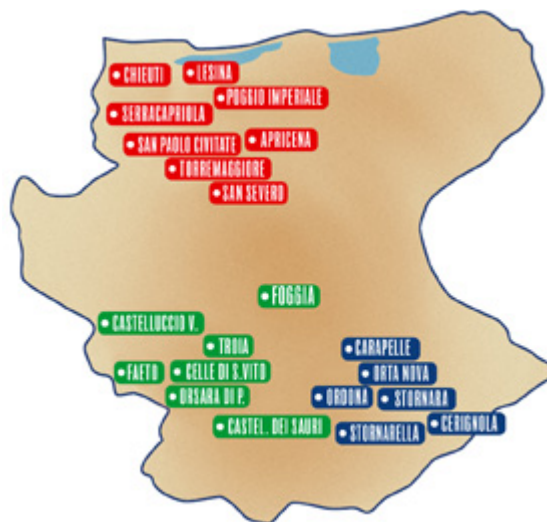 CHIEUTI
LESINA
POGGIO IMPERIALE
SERRACAPRIOLA
SAN PAOLO CIVITATE
APRICENA
TORREMAGGIORE
SAN SEVERO
FOGGIA
CASTELLUCCIO V.
TROIA
CARAPELLE
FAETO
CELLE DI S.VITO
ORTA NOVA
ORSARA DI P.
ORDONA
STORNARA
CASTEL. DEI SAURI
STORNARELLA
CERIGNOLA